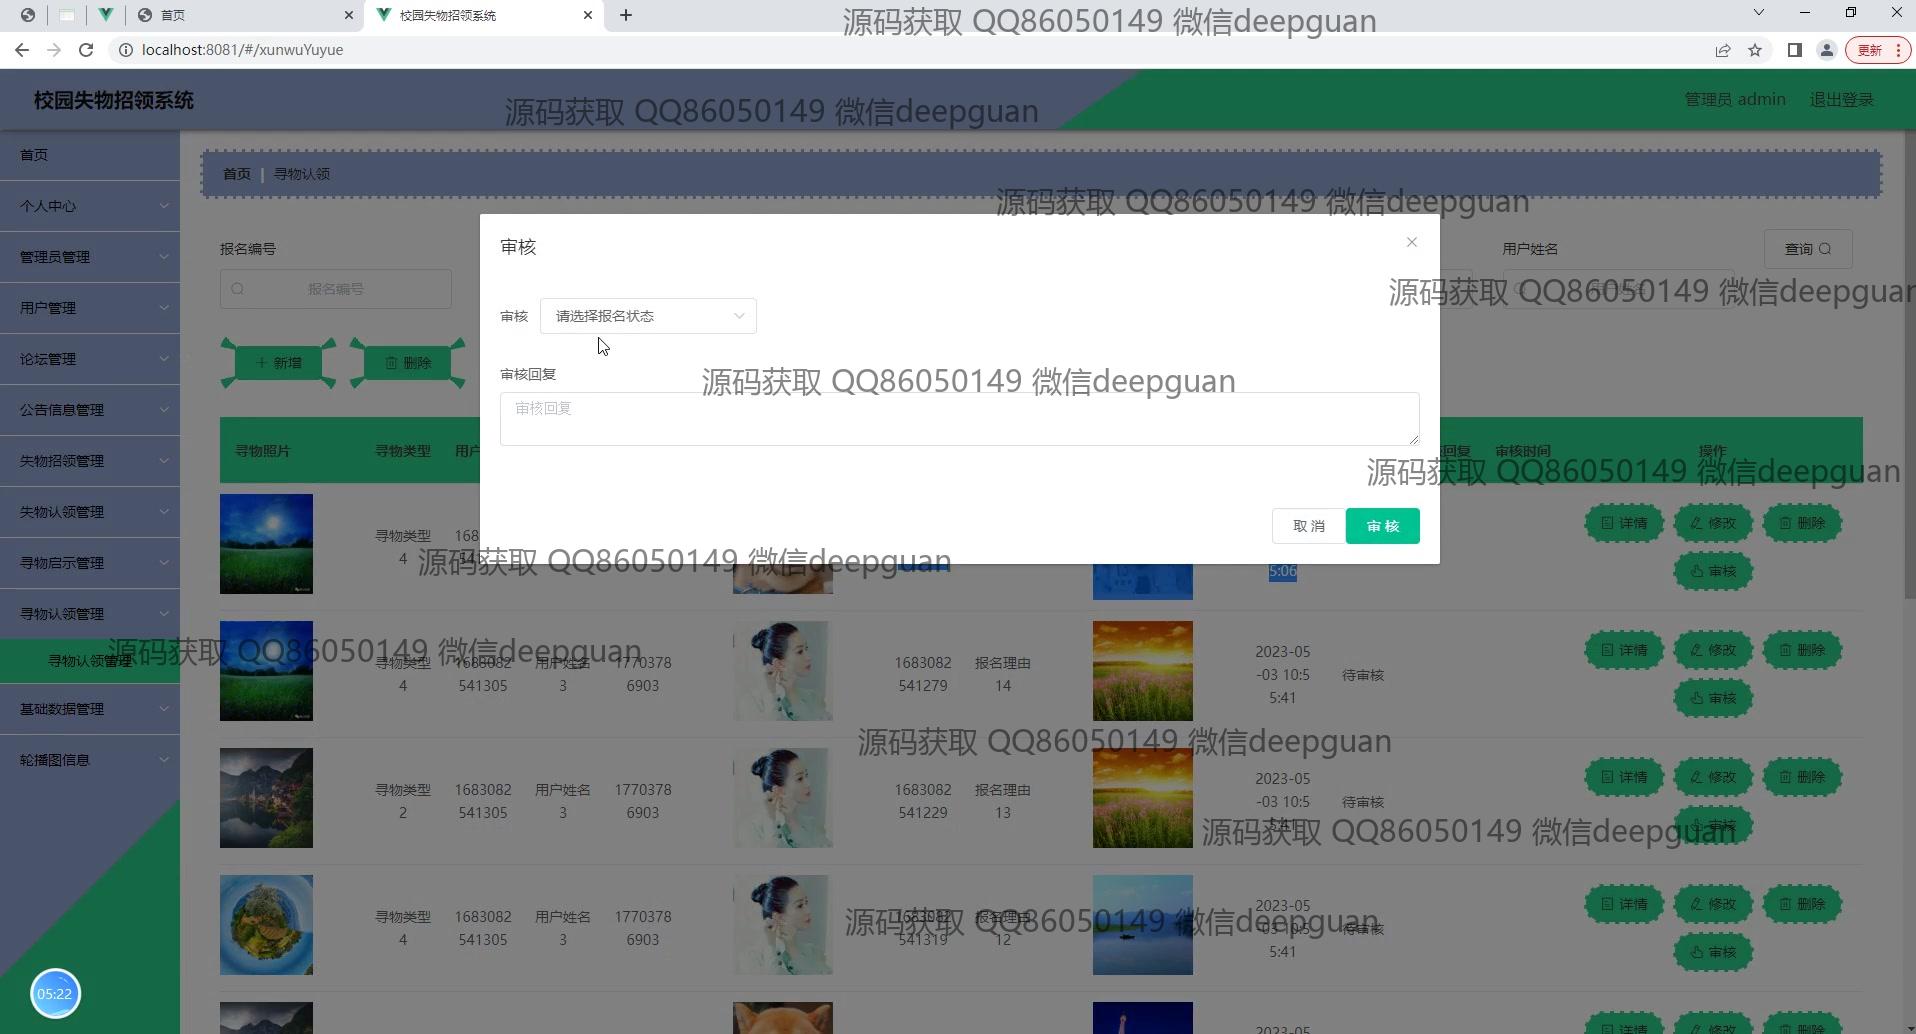 首页
校园失物招领系统
源码获取 QQ86050149 微信deepguan
localhost:8081/#/xunwuYuyue
更新
校园失物招领系统
源码获取 QQ86050149 微信deepguan
管理员 admin
退出登录
首页
个人中心
管理员管理
用户管理
论坛管理
公告信息管理
失物招领管理
失物认领管理
寻物启示管理
寻物认领管理
寻物认领管理
基础数据管理
轮播图信息
05:22
首页 | 寻物认领
源码获取 QQ86050149 微信deepguan
报名编号
报名编号
用户姓名
查询
源码获取 QQ86050149 微信deepguan
新增
删除
审核
审核 请选择报名状态
审核回复
源码获取 QQ86050149 微信deepguan
审核回复
取 消
审 核
寻物照片 寻物类型 用户
回复 审核时间 操作
源码获取 QQ86050149 微信deepguan
寻物类型
4
5:06
详情 修改 删除
审核
源码获取 QQ86050149 微信deepguan
源码获取 QQ86050149 微信deepguan
寻物类型 1683082 用户姓名 1770378 1683082 报名理由 2023-05
4 541305 3 6903 541279 14 -03 10:5 待审核
5:41
详情 修改 删除
审核
源码获取 QQ86050149 微信deepguan
寻物类型 1683082 用户姓名 1770378 1683082 报名理由 2023-05
2 541305 3 6903 541229 13 -03 10:5 待审核
5:41
详情 修改 删除
审核
源码获取 QQ86050149 微信deepguan
寻物类型 1683082 用户姓名 1770378 1683082 报名理由 2023-05
4 541305 3 6903 541319 12 -03 10:5 待审核
5:41
详情 修改 删除
审核
源码获取 QQ86050149 微信deepguan
2023-05
详情 修改 删除